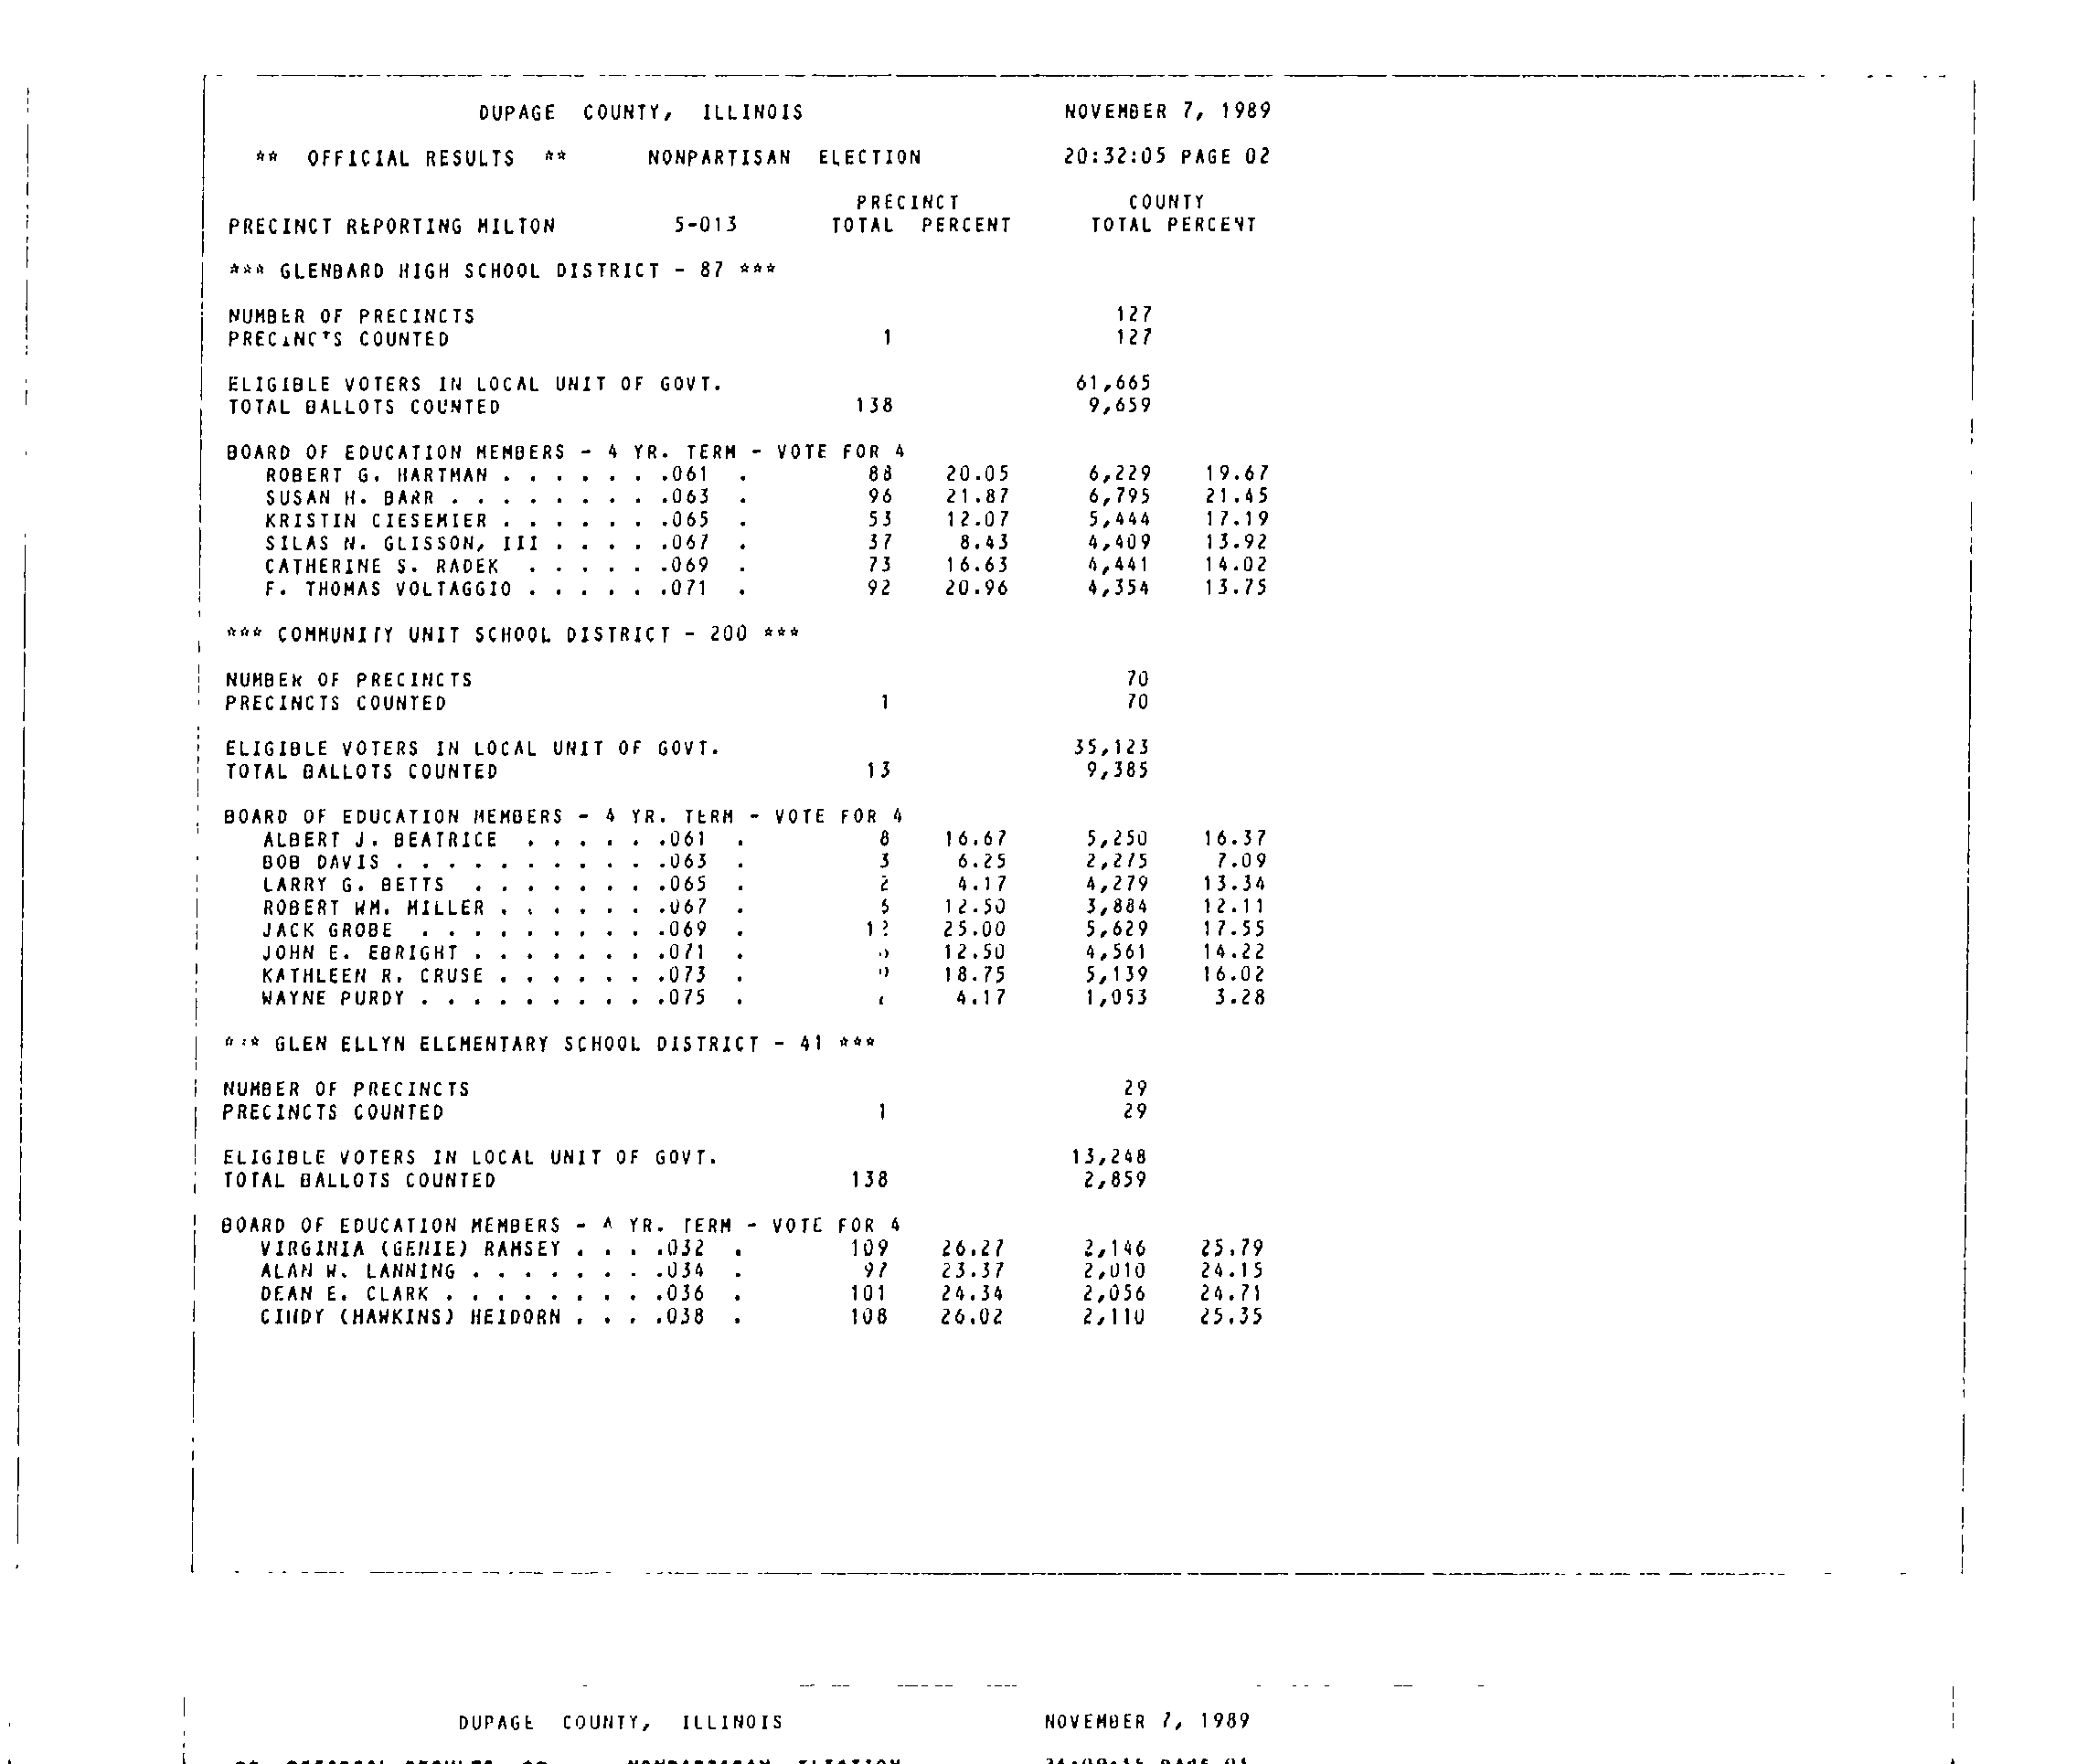 DUPAGE COUNTY, ILLINOIS NOVEMBER 7, 1989
** OFFICIAL RESULTS ** NONPARTISAN ELECTION 20:32:05 PAGE 02
PRECINCT COUNTY
PRECINCT REPORTING MILTON 5-013 TOTAL PERCENT TOTAL PERCENT
*** GLENBARD HIGH SCHOOL DISTRICT - 87 ***
NUMBER OF PRECINCTS 127
PRECINCTS COUNTED 1 127
ELIGIBLE VOTERS IN LOCAL UNIT OF GOVT. 61,665
TOTAL BALLOTS COUNTED 138 9,659
BOARD OF EDUCATION MEMBERS - 4 YR. TERM - VOTE FOR 4
ROBERT G. HARTMAN . . . . . . .061 . 88 20.05 6,229 19.67
SUSAN H. BARR . . . . . . . . .063 . 96 21.87 6,795 21.45
KRISTIN CIESEMIER . . . . . . .065 . 53 12.07 5,444 17.19
SILAS N. GLISSON, III . . . . .067 . 37 8.43 4,409 13.92
CATHERINE S. RADEK . . . . . .069 . 73 16.63 4,441 14.02
F. THOMAS VOLTAGGIO . . . . . .071 . 92 20.96 4,354 13.75
*** COMMUNITY UNIT SCHOOL DISTRICT - 200 ***
NUMBER OF PRECINCTS 70
PRECINCTS COUNTED 1 70
ELIGIBLE VOTERS IN LOCAL UNIT OF GOVT. 35,123
TOTAL BALLOTS COUNTED 13 9,385
BOARD OF EDUCATION MEMBERS - 4 YR. TERM - VOTE FOR 4
ALBERT J. BEATRICE . . . . . .061 . 8 16.67 5,250 16.37
BOB DAVIS . . . . . . . . . . .063 . 3 6.25 2,275 7.09
LARRY G. BETTS . . . . . . . .065 . 2 4.17 4,279 13.34
ROBERT WM. MILLER . . . . . . .067 . 6 12.50 3,884 12.11
JACK GROBE . . . . . . . . . .069 . 12 25.00 5,629 17.55
JOHN E. EBRIGHT . . . . . . . .071 . 12.50 4,561 14.22
KATHLEEN R. CRUSE . . . . . . .073 . 18.75 5,139 16.02
WAYNE PURDY . . . . . . . . . .075 . 4.17 1,053 3.28
*** GLEN ELLYN ELEMENTARY SCHOOL DISTRICT - 41 ***
NUMBER OF PRECINCTS 29
PRECINCTS COUNTED 1 29
ELIGIBLE VOTERS IN LOCAL UNIT OF GOVT. 13,248
TOTAL BALLOTS COUNTED 138 2,859
BOARD OF EDUCATION MEMBERS - 4 YR. TERM - VOTE FOR 4
VIRGINIA (GENIE) RAMSEY . . . .032 . 109 26.27 2,146 25.79
ALAN W. LANNING . . . . . . . .034 . 97 23.37 2,010 24.15
DEAN E. CLARK . . . . . . . . .036 . 101 24.34 2,056 24.71
CINDY (HAWKINS) HEIDORN . . . .038 . 108 26.02 2,110 25.35
DUPAGE COUNTY, ILLINOIS NOVEMBER 7, 1989